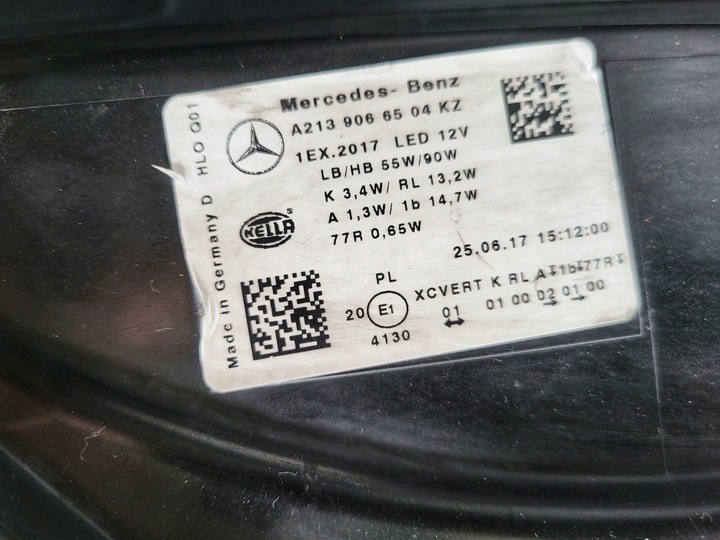 Mercedes- Benz
A213 906 65 04 KZ
1EX.2017 LED 12V
LB/HB 55W/90W
K 3,4W/ RL 13,2W
A 1,3W/ 1b 14,7W
77R 0,65W
HELLA®
25.06.17 15:12:00
PL
XCVERT K RL A↧1b↧77R↧
20 E1 01 01 00 02 01 00
4130
Made in Germany D HLO Q01